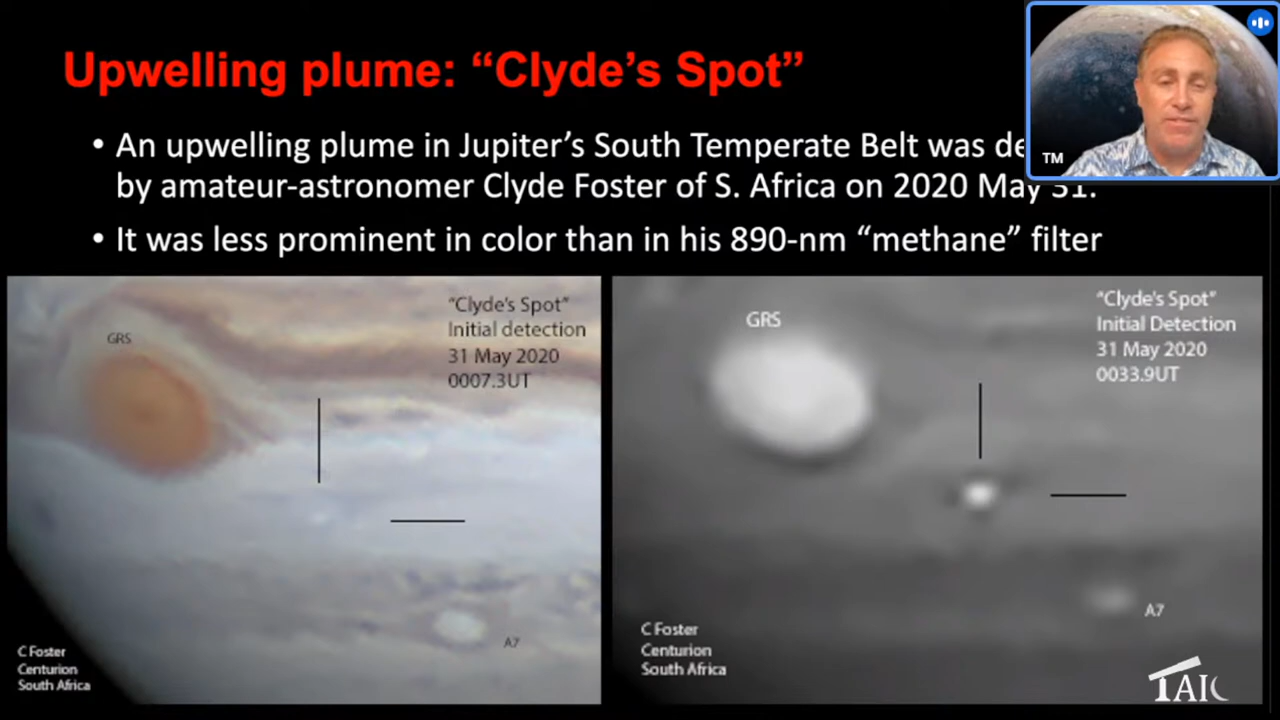 Upwelling plume: “Clyde’s Spot”
• An upwelling plume in Jupiter’s South Temperate Belt was
by amateur-astronomer Clyde Foster of S. Africa on 2020 May 31.
• It was less prominent in color than in his 890-nm “methane” filter
TM
GRS
“Clyde’s Spot”
Initial detection
31 May 2020
0007.3UT
A7
C Foster
Centurion
South Africa
GRS
“Clyde’s Spot”
Initial Detection
31 May 2020
0033.9UT
A7
C Foster
Centurion
South Africa
TAIC